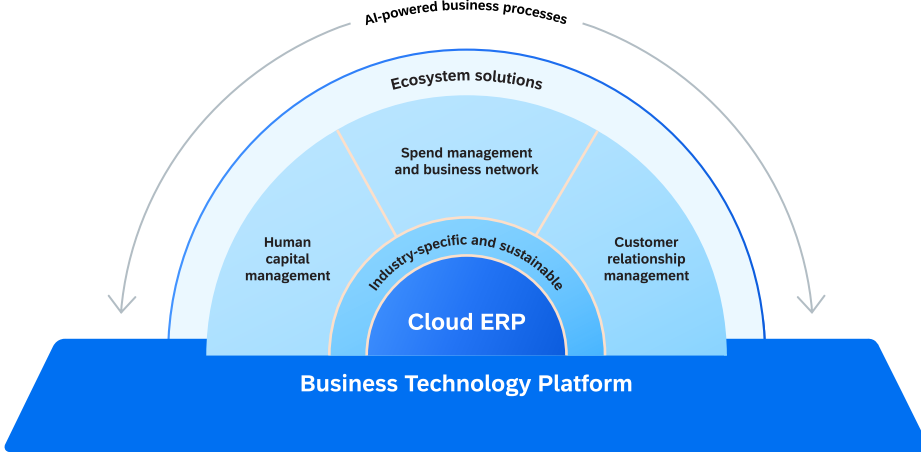 AI-powered business processes
Ecosystem solutions
Spend management
and business network
Human
capital
management
Customer
relationship
management
Industry-specific and sustainable
Cloud ERP
Business Technology Platform